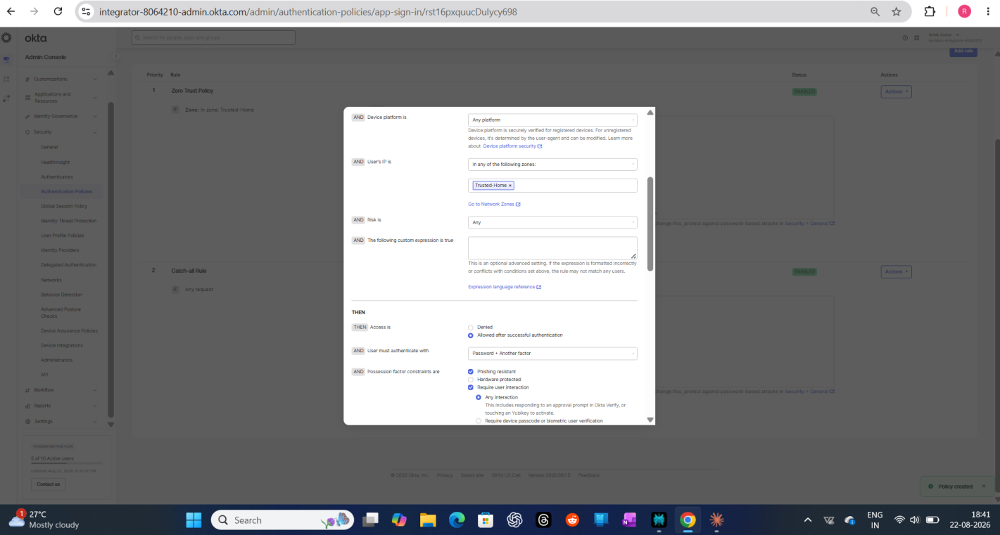 integrator-8064210-admin.okta.com/admin/authentication-policies/app-sign-in/rst16pxquucDulycy698
R
okta
Search for people, apps and groups
Admin Console
Add rule
Customizations
Applications and
Resources
Identity Governance
Security
General
HealthInsight
Authenticators
Authentication Policies
Global Session Policy
Identity Threat Protection
User Profile Policies
Identity Providers
Delegated Authentication
Networks
Behavior Detection
Advanced Posture
Checks
Device Assurance Policies
Device Integrations
Administrators
API
Workflow
Reports
Settings
INTEGRATOR FREE PLAN
5 of 10 Active users
Contact us
Priority Rule Status Actions
1 Zero Trust Policy ENABLED Actions
IF Zone: In zone: Trusted-Home
2 Catch-all Rule ENABLED Actions
IF Any request
change this, protect against password-based attacks in Security > General
change this, protect against password-based attacks in Security > General
AND Device platform is
Any platform
Device platform is securely verified for registered devices. For unregistered
devices, it's determined by the user-agent and can be modified. Learn more
about Device platform security
AND User's IP is
In any of the following zones:
Trusted-Home ×
Go to Network Zones
AND Risk is
Any
AND The following custom expression is true
This is an optional advanced setting. If the expression is formatted incorrectly
or conflicts with conditions set above, the rule may not match any users.
Expression language reference
THEN
THEN Access is
Denied
Allowed after successful authentication
AND User must authenticate with
Password + Another factor
AND Possession factor constraints are
Phishing resistant
Hardware protected
Require user interaction
Any interaction
This includes responding to an approval prompt in Okta Verify, or
touching an Yubikey to activate.
Require device passcode or biometric user verification
© 2026 Okta, Inc. Privacy Status site OK14 US Cell Version 2026.08.1 E Feedback
Policy created ×
1
27°C
Mostly cloudy
Search
ENG
IN
18:41
22-08-2026